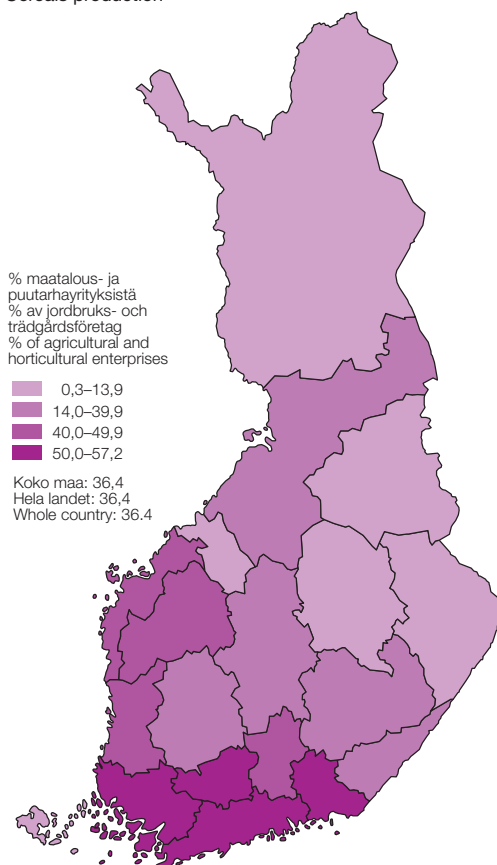 Cereals production
% maatalous- ja
puutarhayrityksistä
% av jordbruks- och
trädgårdsföretag
% of agricultural and
horticultural enterprises
0,3–13,9
14,0–39,9
40,0–49,9
50,0–57,2
Koko maa: 36,4
Hela landet: 36,4
Whole country: 36.4